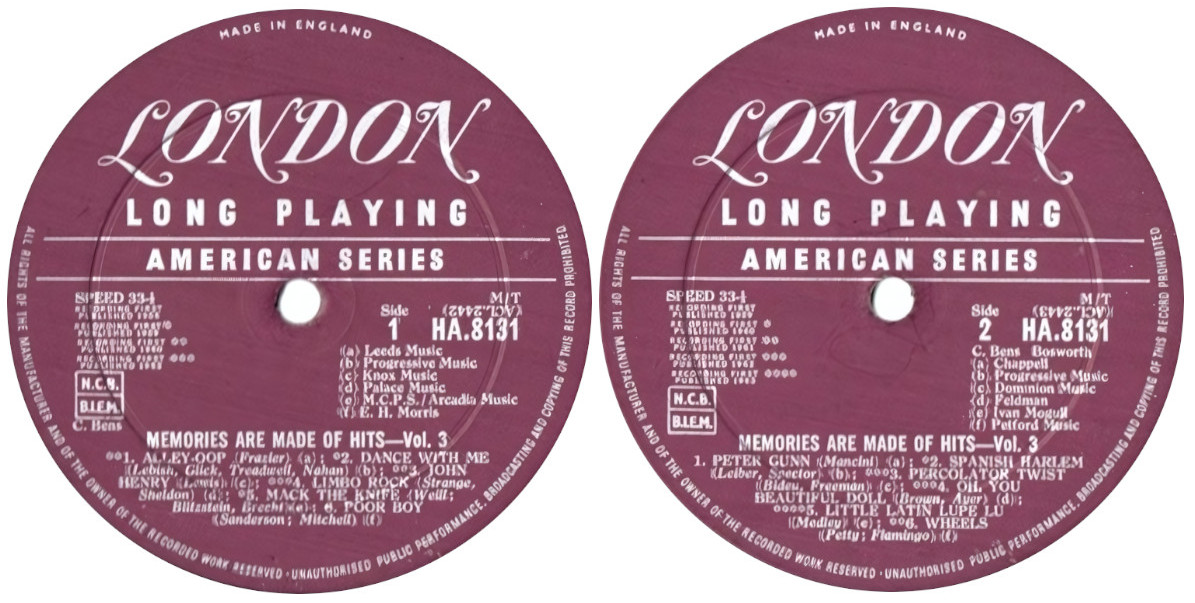 MADE IN ENGLAND
LONDON
LONG PLAYING
AMERICAN SERIES
SPEED 33-⅓
RECORDING FIRST
PUBLISHED 1959
RECORDING FIRST
RECORDING FIRST **
PUBLISHED 1960
RECORDING FIRST ***
N.C.B.
B.I.E.M.
C. Bens
M/T
(ACL.2442)
Side
1 HA.8131
(a) Leeds Music
(b) Progressive Music
(c) Knox Music
(d) Palace Music
(e) M.C.P.S./Arcadia Music
(f) E. H. Morris
MEMORIES ARE MADE OF HITS—Vol. 3
**1. ALLEY-OOP (Frazier) (a); *2. DANCE WITH ME
(Lebish, Glick, Treadwell, Nahan) (b); **3. JOHN
HENRY (Lewis) (c); ***4. LIMBO ROCK (Strange,
Sheldon) (d); *5. MACK THE KNIFE (Weill;
Blitzstein, Brecht) (e); 6. POOR BOY
(Sanderson; Mitchell) (f)
ALL RIGHTS OF THE MANUFACTURER AND OF THE OWNER OF THE RECORDED WORK RESERVED · UNAUTHORISED PUBLIC PERFORMANCE, BROADCASTING AND COPYING OF THIS RECORD PROHIBITED
MADE IN ENGLAND
LONDON
LONG PLAYING
AMERICAN SERIES
SPEED 33-⅓
RECORDING FIRST
PUBLISHED 1959
RECORDING FIRST *
PUBLISHED 1960
RECORDING FIRST **
PUBLISHED 1961
RECORDING FIRST ***
RECORDING FIRST ****
PUBLISHED 1963
N.C.B.
B.I.E.M.
M/T
(ACL.2443)
Side
2 HA.8131
C. Bens Bosworth
(a) Chappell
(b) Progressive Music
(c) Dominion Music
(d) Feldman
(e) Ivan Mogull
(f) Petford Music
MEMORIES ARE MADE OF HITS—Vol. 3
1. PETER GUNN (Mancini) (a); *2. SPANISH HARLEM
(Leiber, Spector) (b); ***3. PERCOLATOR TWIST
(Bideu, Freeman) (c); ***4. OH, YOU
BEAUTIFUL DOLL (Brown, Ayer) (d);
****5. LITTLE LATIN LUPE LU
(Medley) (e); **6. WHEELS
(Petty; Flamingo) (f)
ALL RIGHTS OF THE MANUFACTURER AND OF THE OWNER OF THE RECORDED WORK RESERVED · UNAUTHORISED PUBLIC PERFORMANCE, BROADCASTING AND COPYING OF THIS RECORD PROHIBITED